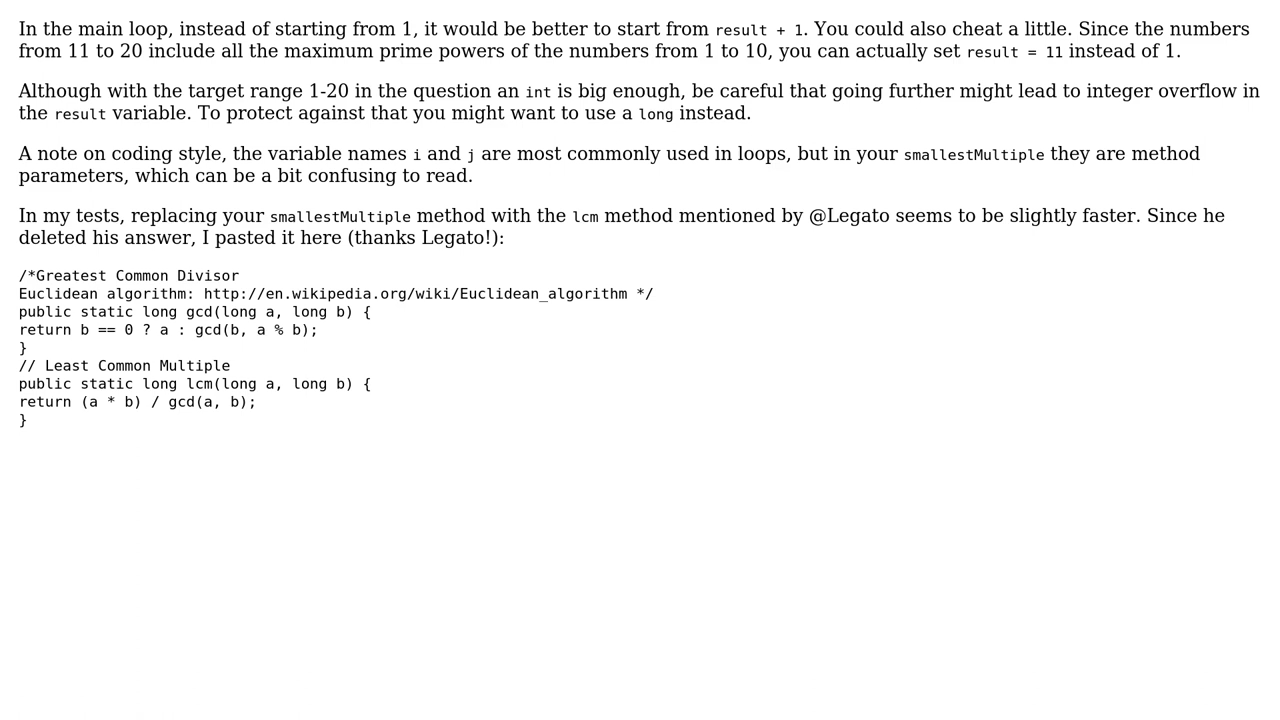 In the main loop, instead of starting from 1, it would be better to start from result + 1. You could also cheat a little. Since the numbers
from 11 to 20 include all the maximum prime powers of the numbers from 1 to 10, you can actually set result = 11 instead of 1.
Although with the target range 1-20 in the question an int is big enough, be careful that going further might lead to integer overflow in
the result variable. To protect against that you might want to use a long instead.
A note on coding style, the variable names i and j are most commonly used in loops, but in your smallestMultiple they are method
parameters, which can be a bit confusing to read.
In my tests, replacing your smallestMultiple method with the lcm method mentioned by @Legato seems to be slightly faster. Since he
deleted his answer, I pasted it here (thanks Legato!):
/*Greatest Common Divisor
Euclidean algorithm: http://en.wikipedia.org/wiki/Euclidean_algorithm */
public static long gcd(long a, long b) {
return b == 0 ? a : gcd(b, a % b);
}
// Least Common Multiple
public static long lcm(long a, long b) {
return (a * b) / gcd(a, b);
}